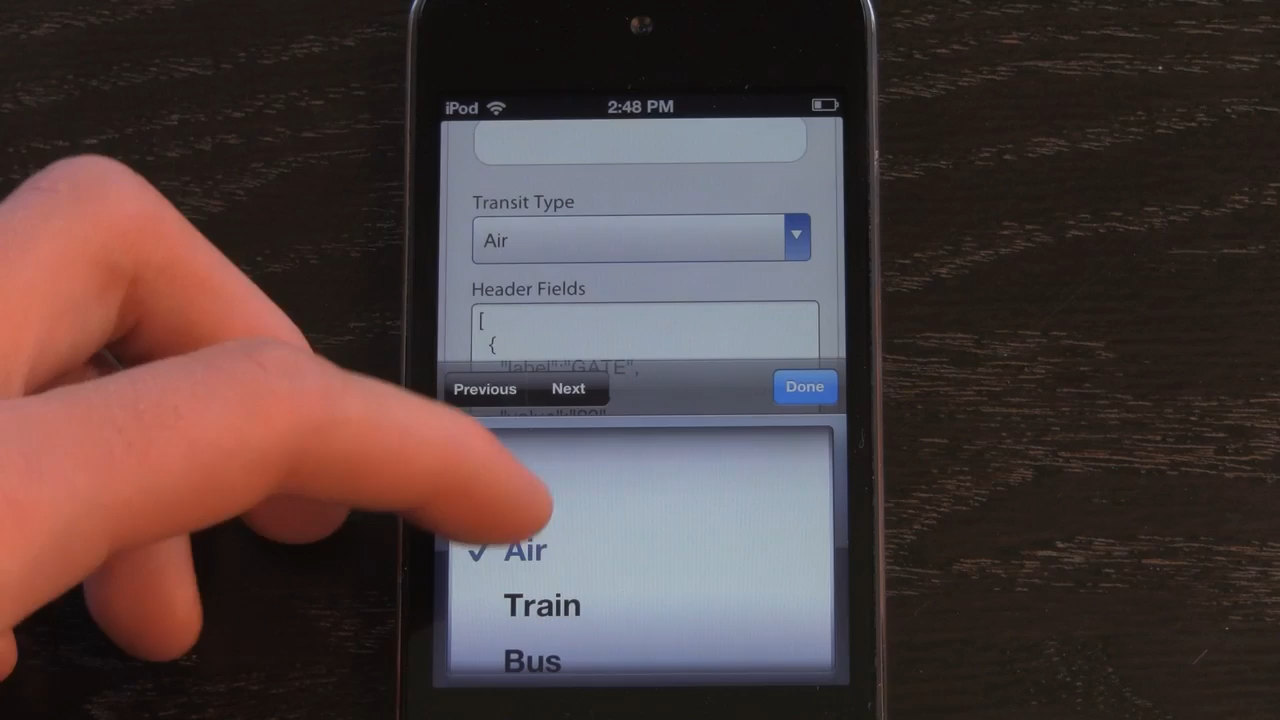 iPod 2:48 PM
Transit Type
Air
Header Fields
[
{
"label":"GATE",
Previous Next Done
✓ Air
Train
Bus